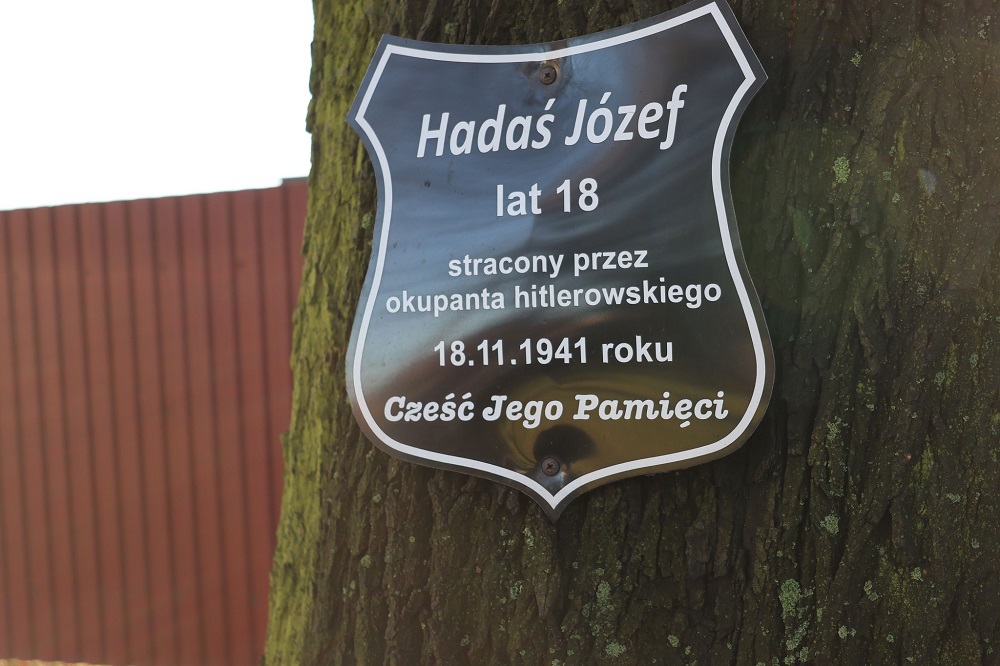 Hadaś Józef
lat 18
stracony przez
okupanta hitlerowskiego
18.11.1941 roku
Cześć Jego Pamięci